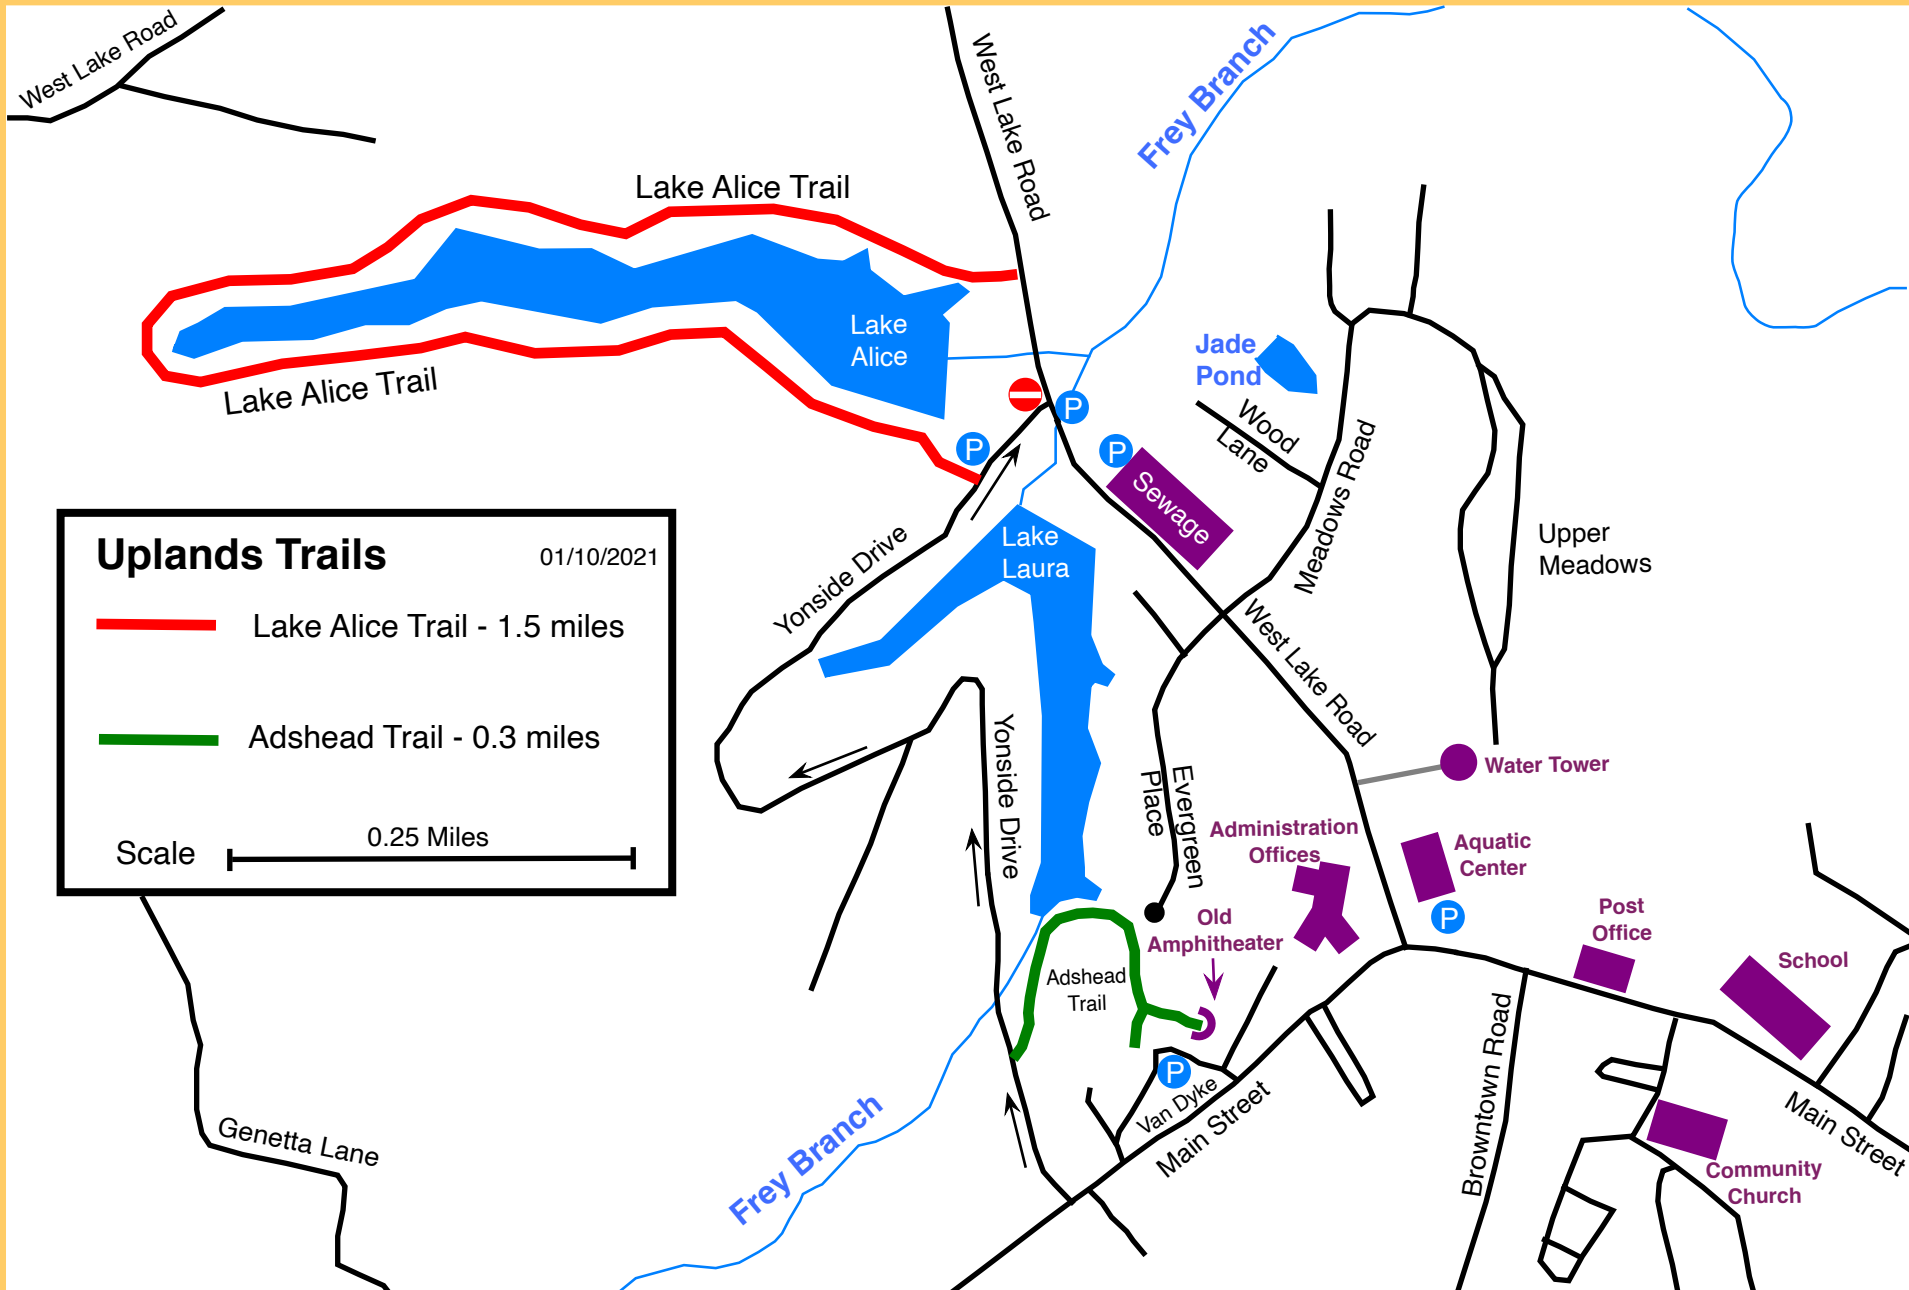 West Lake Road
West Lake Road
Frey Branch
Lake Alice Trail
Lake
Alice
Jade
Pond
Lake Alice Trail
P
P
P
Wood
Lane
Sewage
Meadows Road
Upper
Meadows
Uplands Trails
01/10/2021
Lake Alice Trail - 1.5 miles
Adshead Trail - 0.3 miles
Scale
0.25 Miles
Yonside Drive
Lake
Laura
West Lake Road
Yonside Drive
Evergreen
Place
Water Tower
Administration
Offices
Aquatic
Center
P
Old
Amphitheater
Post
Office
School
Adshead
Trail
P
Van Dyke
Main Street
Browntown Road
Main Street
Community
Church
Frey Branch
Genetta Lane